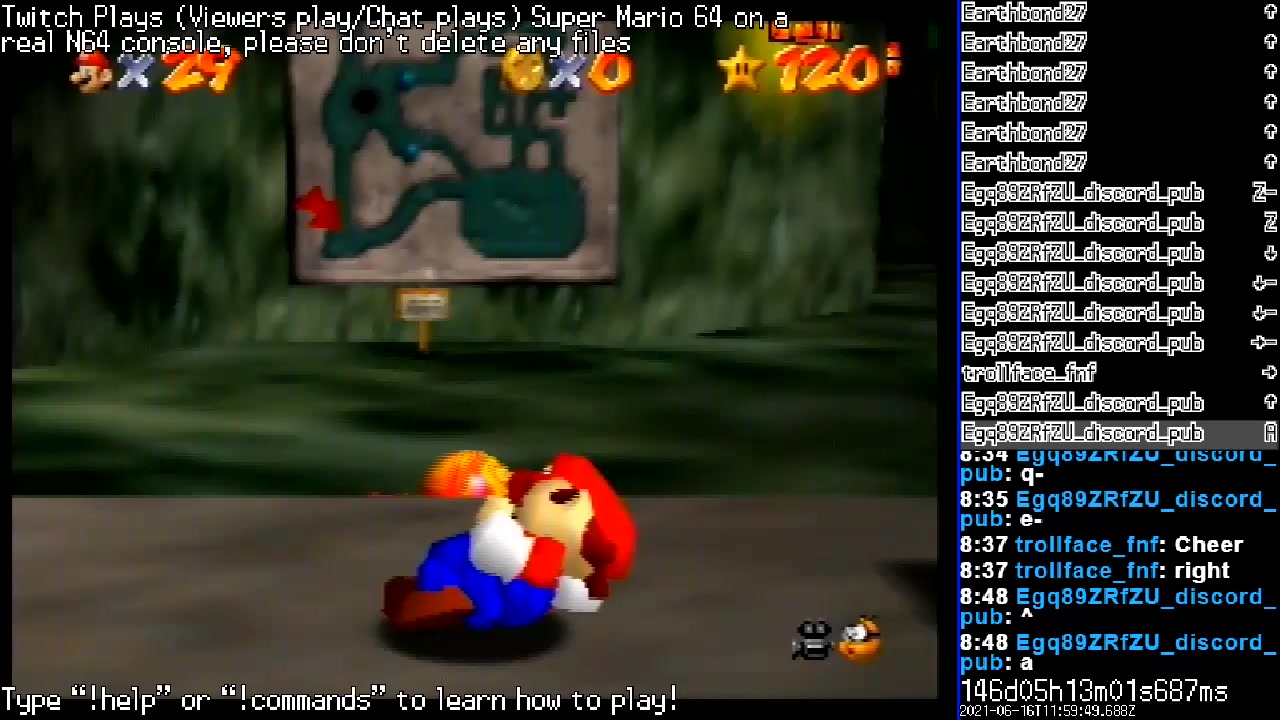 Twitch Plays (Viewers play/Chat plays) Super Mario 64 on a
real N64 console, please don't delete any files
x 29
x 0
120
Earthbond27 ↑
Earthbond27 ↑
Earthbond27 ↑
Earthbond27 ↑
Earthbond27 ↑
Earthbond27 ↑
Egq89ZRfZU_discord_pub Z-
Egq89ZRfZU_discord_pub Z
Egq89ZRfZU_discord_pub ↓
Egq89ZRfZU_discord_pub ↓-
Egq89ZRfZU_discord_pub ↓-
Egq89ZRfZU_discord_pub →-
trollface_fnf →
Egq89ZRfZU_discord_pub ↑
Egq89ZRfZU_discord_pub A
8:34 Egq89ZRfZU_discord_
pub: q-
8:35 Egq89ZRfZU_discord_
pub: e-
8:37 trollface_fnf: Cheer
8:37 trollface_fnf: right
8:48 Egq89ZRfZU_discord_
pub: ^
8:48 Egq89ZRfZU_discord_
pub: a
146d05h13m01s687ms
2021-06-16T11:59:49.688Z
Type “!help” or “!commands” to learn how to play!